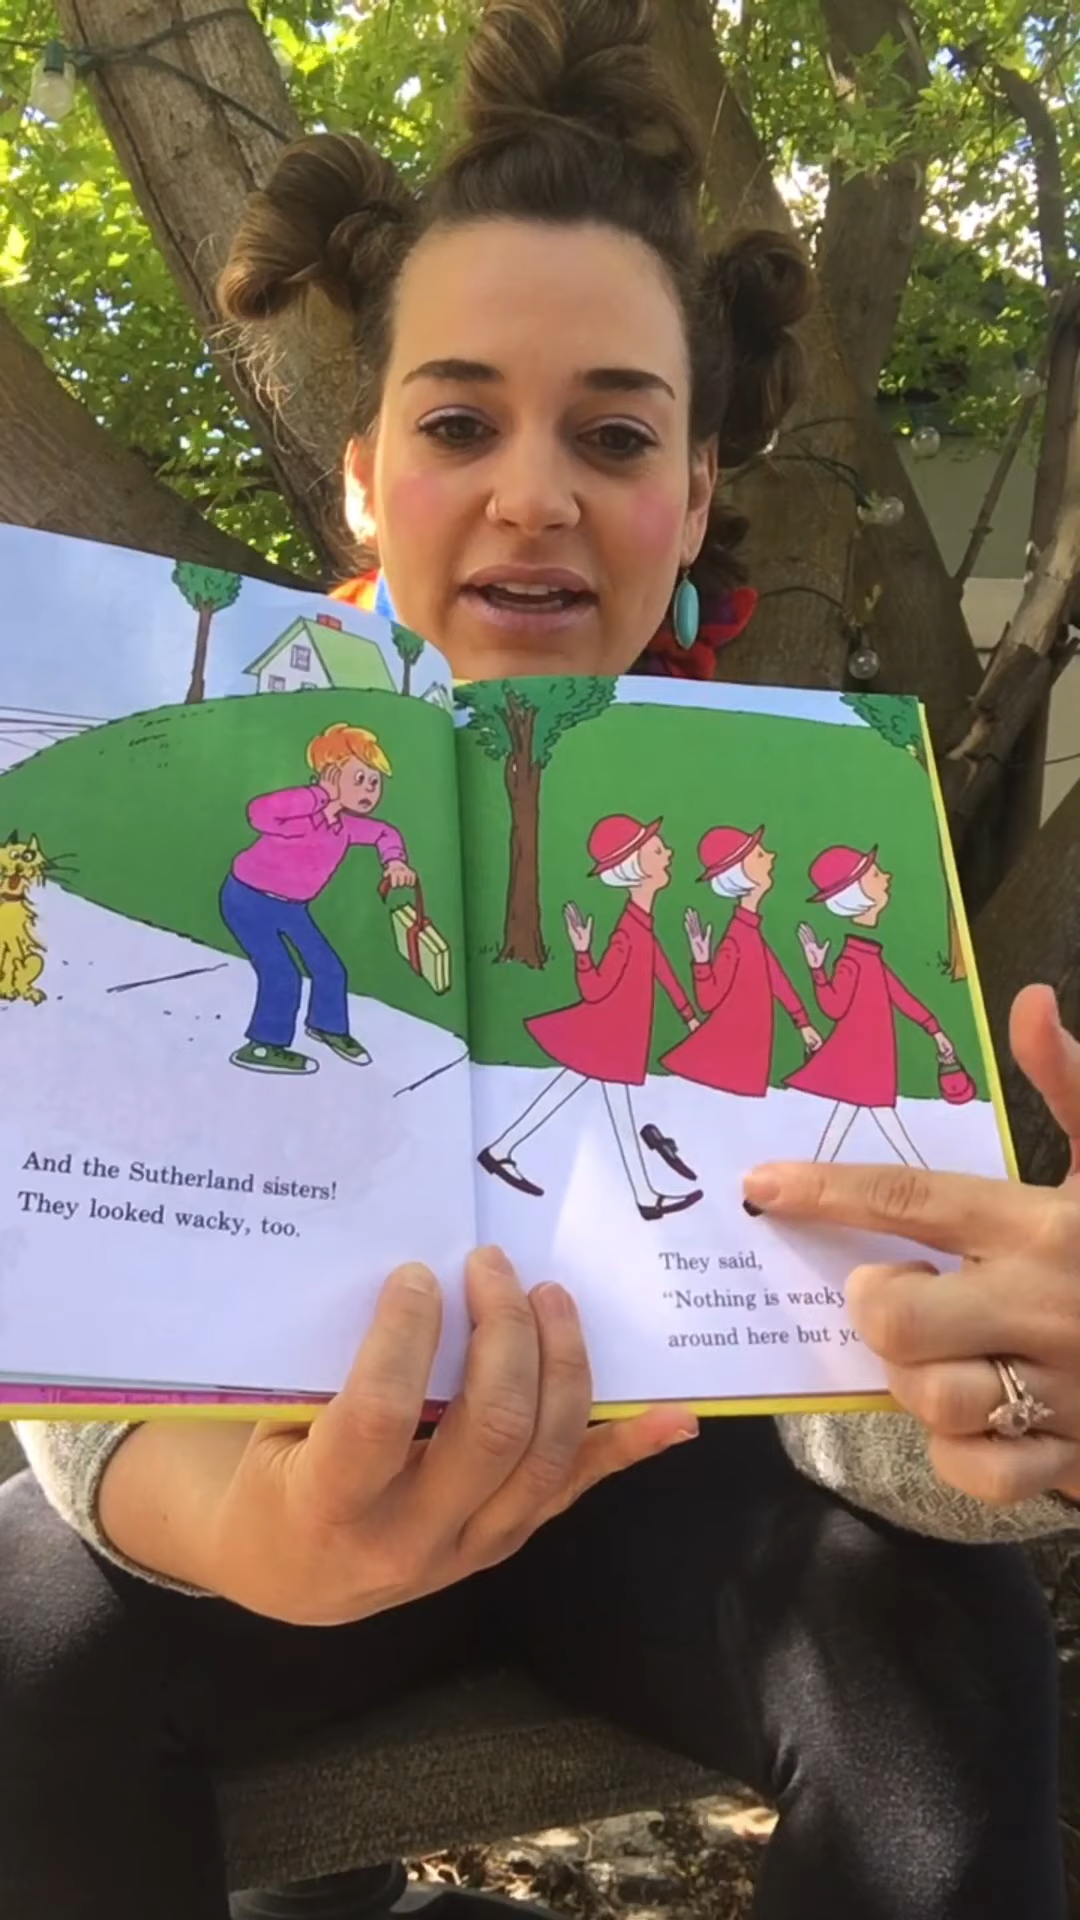 And the Sutherland sisters!
They looked wacky, too.
They said,
"Nothing is wacky
around here but